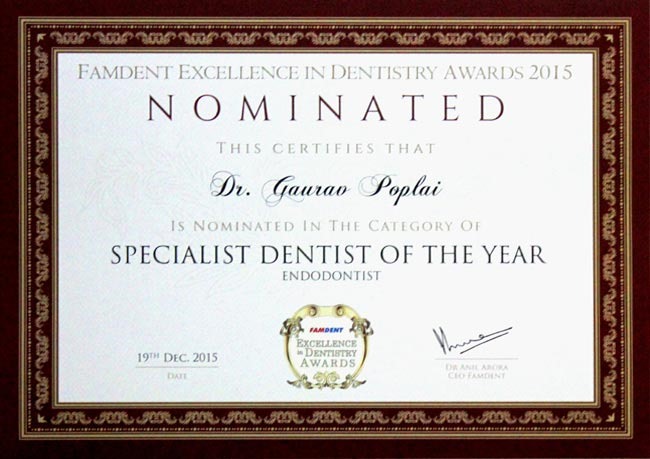 FAMDENT EXCELLENCE IN DENTISTRY AWARDS 2015
NOMINATED
THIS CERTIFIES THAT
Dr. Gaurav Poplai
IS NOMINATED IN THE CATEGORY OF
SPECIALIST DENTIST OF THE YEAR
ENDODONTIST
FAMDENT
EXCELLENCE
IN DENTISTRY
AWARDS
19TH DEC. 2015
DATE
DR ANIL ARORA
CEO FAMDENT